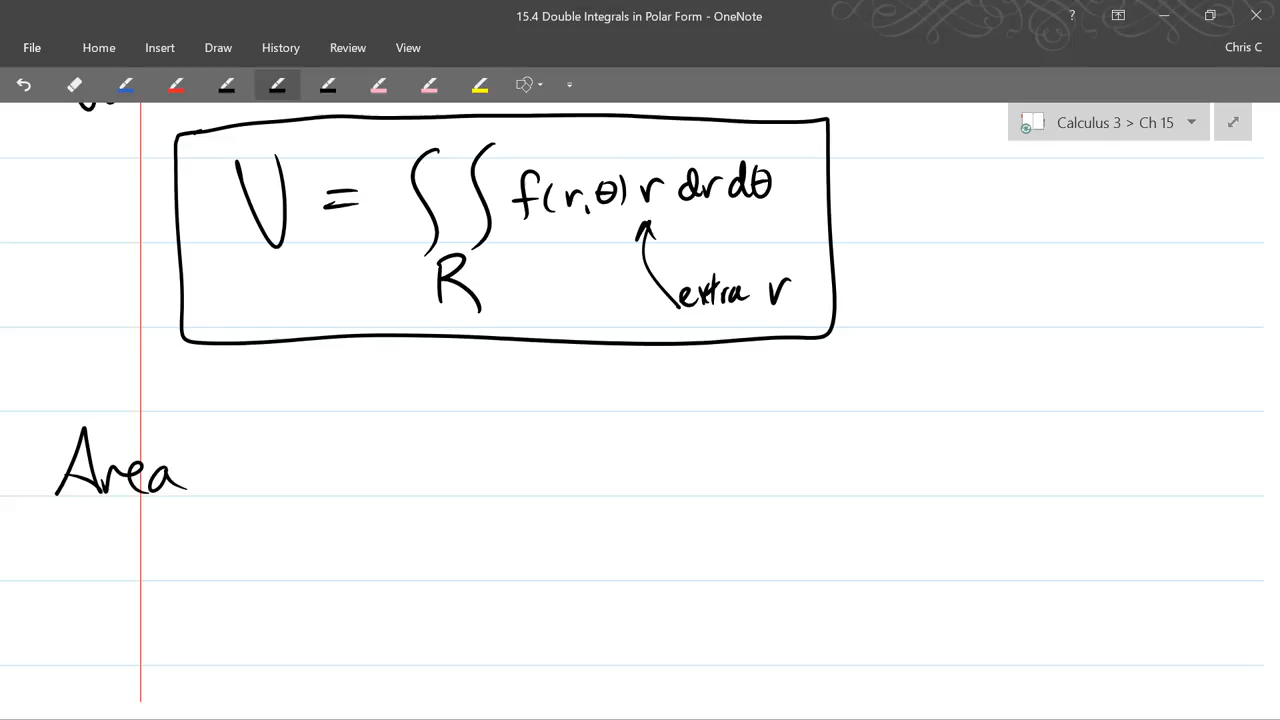 15.4 Double Integrals in Polar Form - OneNote
?
File Home Insert Draw History Review View Chris C
Calculus 3 > Ch 15
V = ∫∫ f(r,θ) r dr dθ
R
extra r
Area